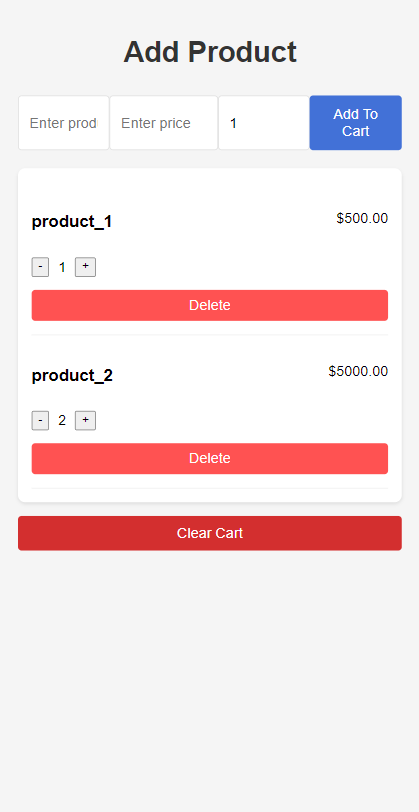 Add Product
Enter prod
Enter price
1
Add To
Cart
product_1
$500.00
- 1 +
Delete
product_2
$5000.00
- 2 +
Delete
Clear Cart